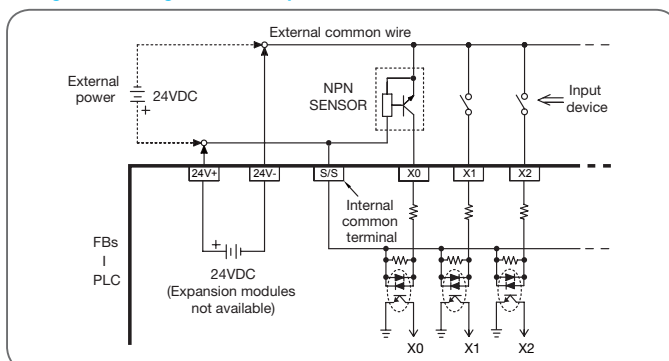 External common wire
External
power
24VDC
+
NPN
SENSOR
Input
device
24V+
24V-
S/S
X0
X1
X2
Internal
common
terminal
FBs
I
PLC
+
24VDC
(Expansion modules
not available)
X0
X1
X2